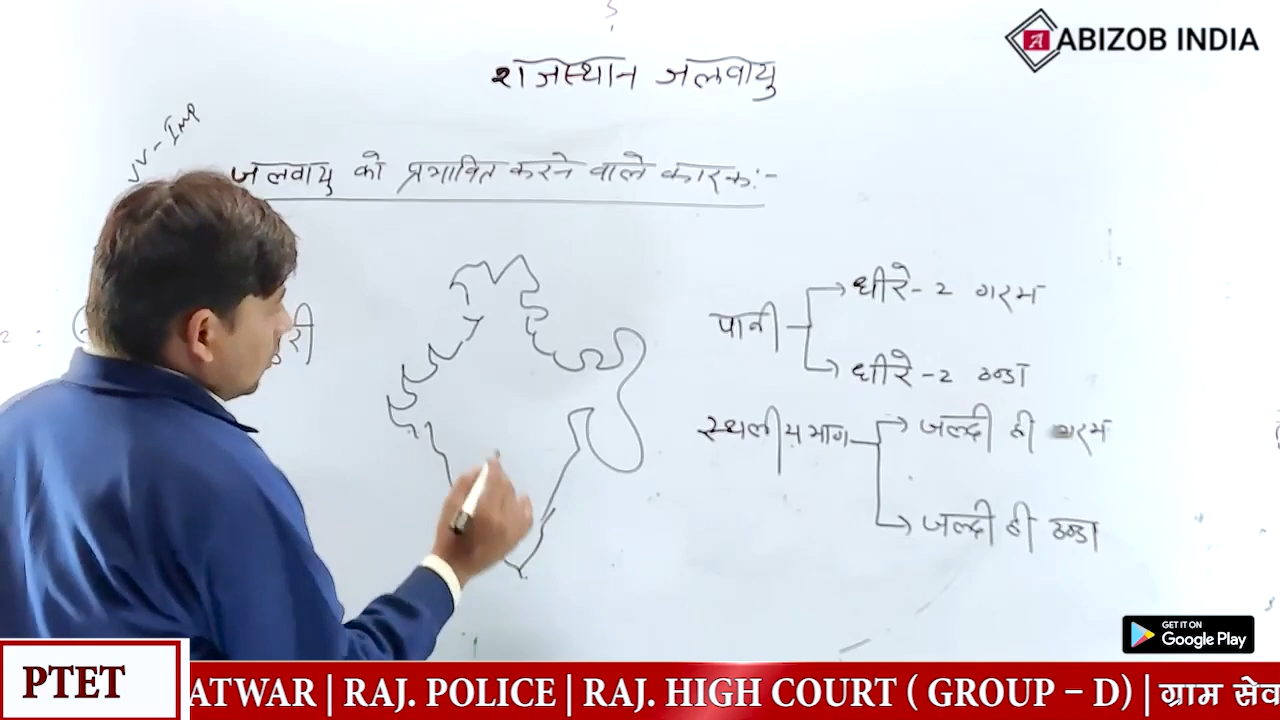 ABIZOB INDIA
राजस्थान जलवायु
IMP
जलवायु को प्रभावित करने वाले कारक:-
पानी
धीरे-2 गरम
धीरे-2 ठण्डा
स्थलीय भाग
जल्दी ही गरम
जल्दी ही ठण्डा
GET IT ON
Google Play
PTET
ATWAR | RAJ. POLICE | RAJ. HIGH COURT ( GROUP – D) | ग्राम सेव